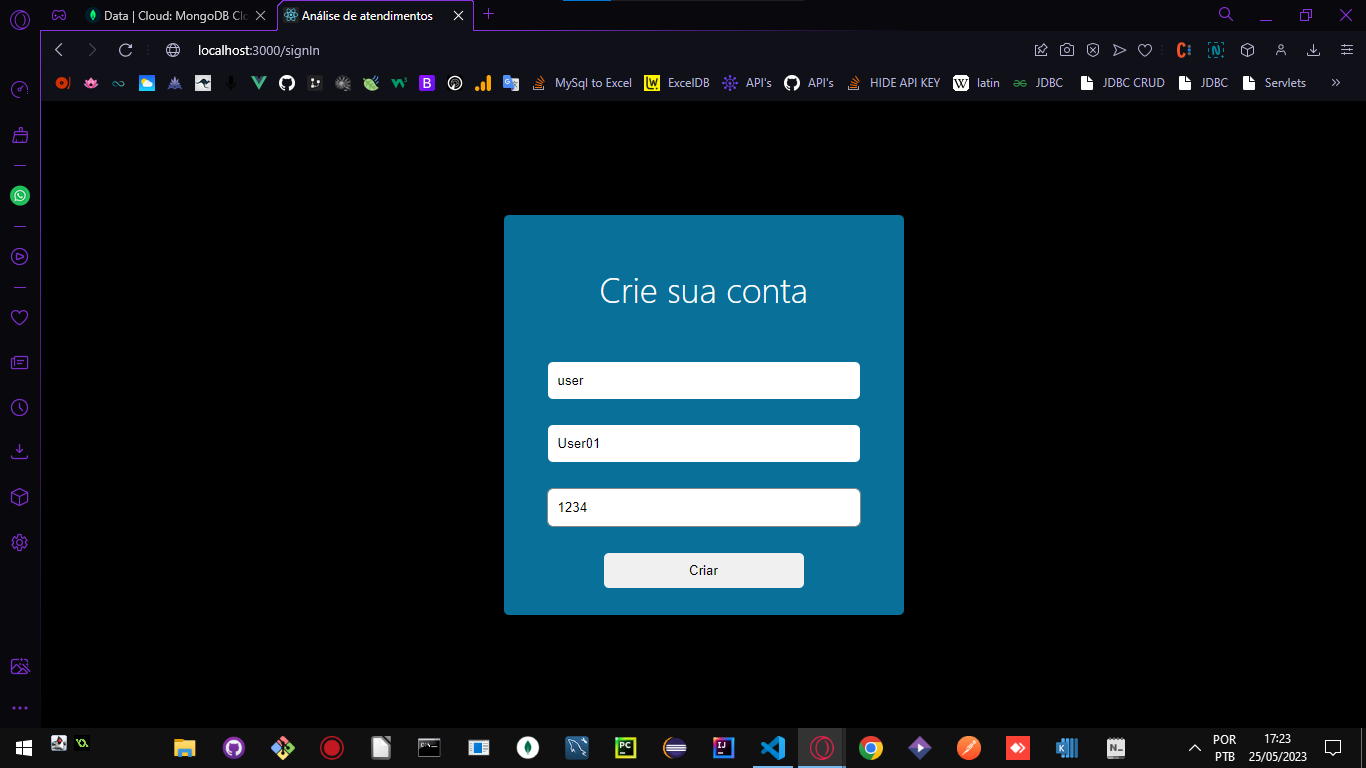 Data | Cloud: MongoDB Clo
Análise de atendimentos
localhost:3000/signIn
MySql to Excel
ExcelDB
API's
API's
HIDE API KEY
latin
JDBC
JDBC CRUD
JDBC
Servlets
Crie sua conta
user
User01
1234
Criar
POR
PTB
17:23
25/05/2023